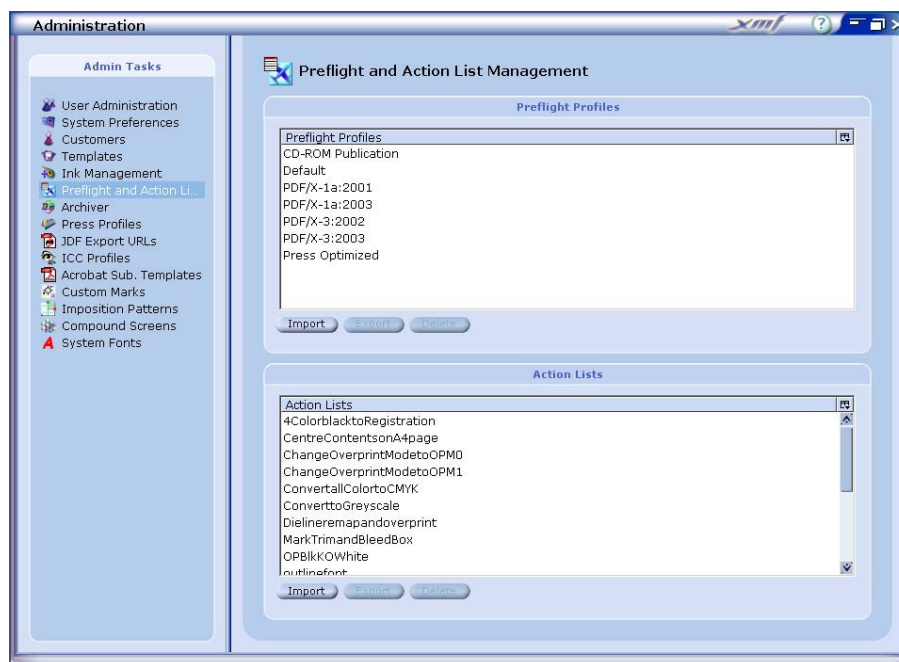 Administration
xmf
?
Admin Tasks
User Administration
System Preferences
Customers
Templates
Ink Management
Preflight and Action Li...
Archiver
Press Profiles
JDF Export URLs
ICC Profiles
Acrobat Sub. Templates
Custom Marks
Imposition Patterns
Compound Screens
System Fonts
Preflight and Action List Management
Preflight Profiles
Preflight Profiles
CD-ROM Publication
Default
PDF/X-1a:2001
PDF/X-1a:2003
PDF/X-3:2002
PDF/X-3:2003
Press Optimized
Import Export Delete
Action Lists
Action Lists
4ColorblacktoRegistration
CentreContentsonA4page
ChangeOverprintModetoOPM0
ChangeOverprintModetoOPM1
ConvertallColortoCMYK
ConverttoGreyscale
Dielineremapandoverprint
MarkTrimandBleedBox
OPBlkKOWhite
outlinefont
Import Export Delete